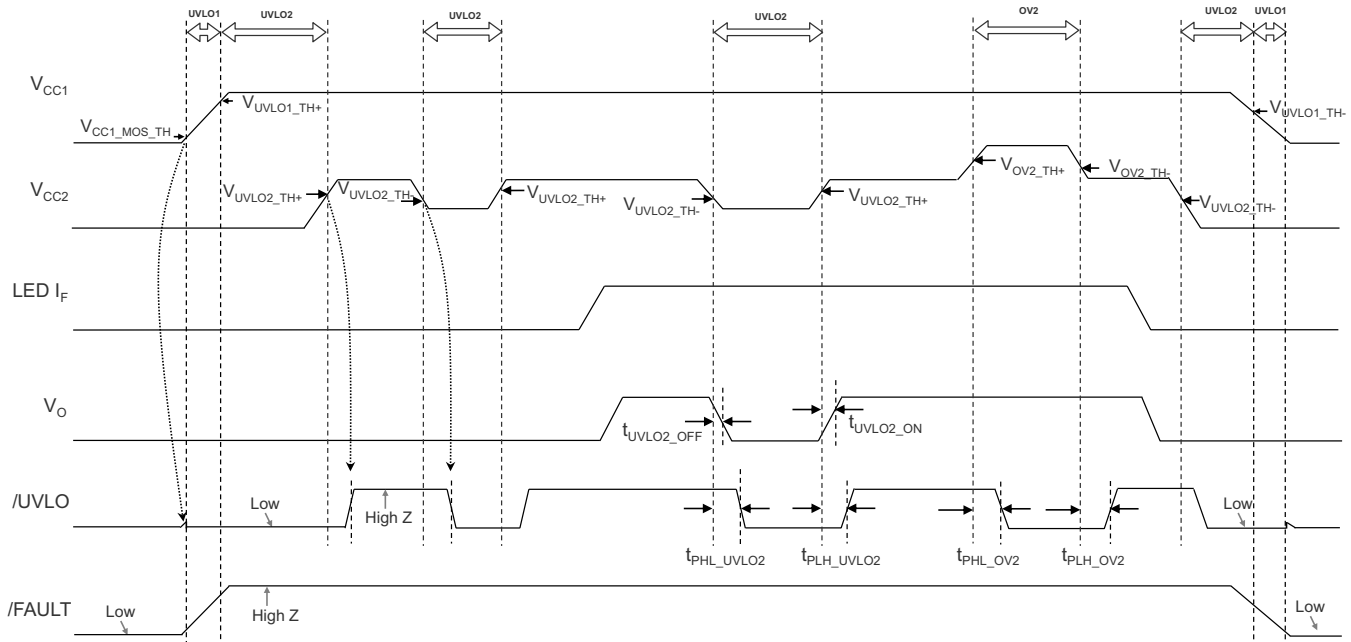 UVLO1 UVLO2 UVLO2 UVLO2 OV2 UVLO2 UVLO1
VCC1
VUVLO1_TH+
VCC1_MOS_TH
VUVLO1_TH-
VCC2
VUVLO2_TH+
VUVLO2_TH-
VUVLO2_TH+
VUVLO2_TH-
VUVLO2_TH+
VOV2_TH+
VOV2_TH-
VUVLO2_TH-
LED IF
VO
tUVLO2_OFF
tUVLO2_ON
/UVLO
Low
High Z
Low
tPHL_UVLO2
tPLH_UVLO2
tPHL_OV2
tPLH_OV2
/FAULT
Low
High Z
Low